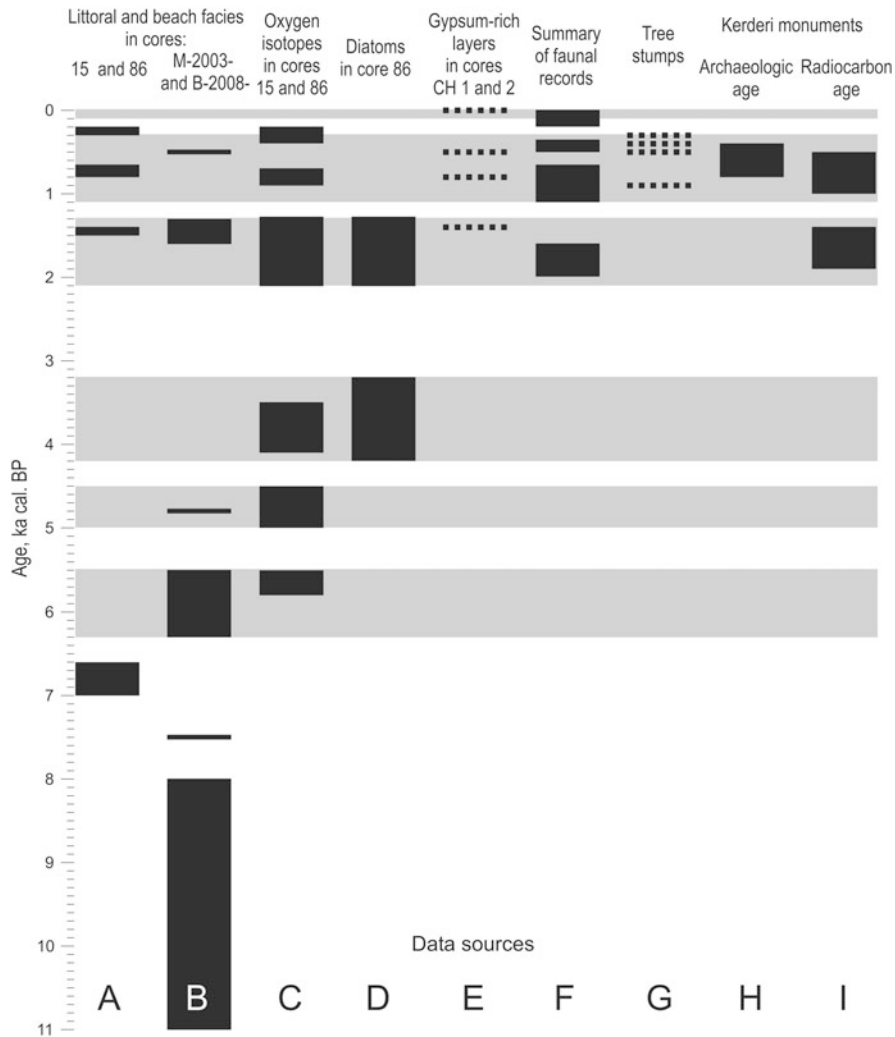 Littoral and beach facies
in cores:
15 and 86
M-2003-
and B-2008-
Oxygen
isotopes
in cores
15 and 86
Diatoms
in core 86
Gypsum-rich
layers
in cores
CH 1 and 2
Summary
of faunal
records
Tree
stumps
Kerderi monuments
Archaeologic
age
Radiocarbon
age
Age, ka cal. BP
0
1
2
3
4
5
6
7
8
9
10
11
Data sources
A B C D E F G H I